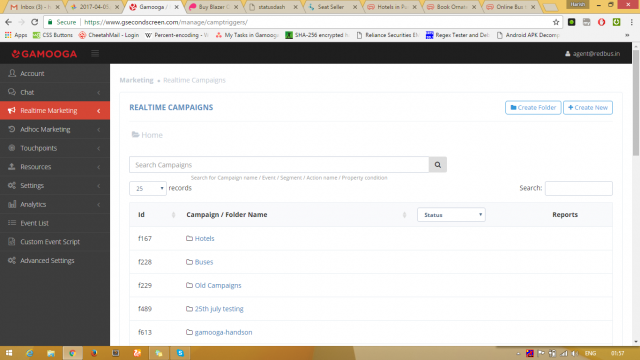 Inbox (3) - h
2017-04-0
Gamooga /
Buy Blazer
statusdash
Seat Seller
Hotels in P
Book Omni
Online Bus
Harish
Secure
https://www.gsecondscreen.com/manage/camptriggers/
Apps
Bookmarks
CSS Buttons
CheetahMail - Login
My Tasks in Gamoog
SHA-256 encrypt h
Reliance Securities El
Regex Tester and Del
Android APK Decomp
GAMOOGA
agent@redbus.in
Account
Chat
Realtime Marketing
Adhoc Marketing
Touchpoints
Resources
Settings
Analytics
Event List
Custom Event Script
Advanced Settings
Marketing
Realtime Campaigns
REALTIME CAMPAIGNS
Create Folder
Create New
Home
Search Campaigns
Search for Campaign name / Event / Segment / Action name / Property condition
25
records
Search:
Id
Campaign / Folder Name
Status
Reports
f167
Hotels
f228
Buses
f229
Old Campaigns
f489
25th july testing
f613
gamooga-handson
ENG
01:57